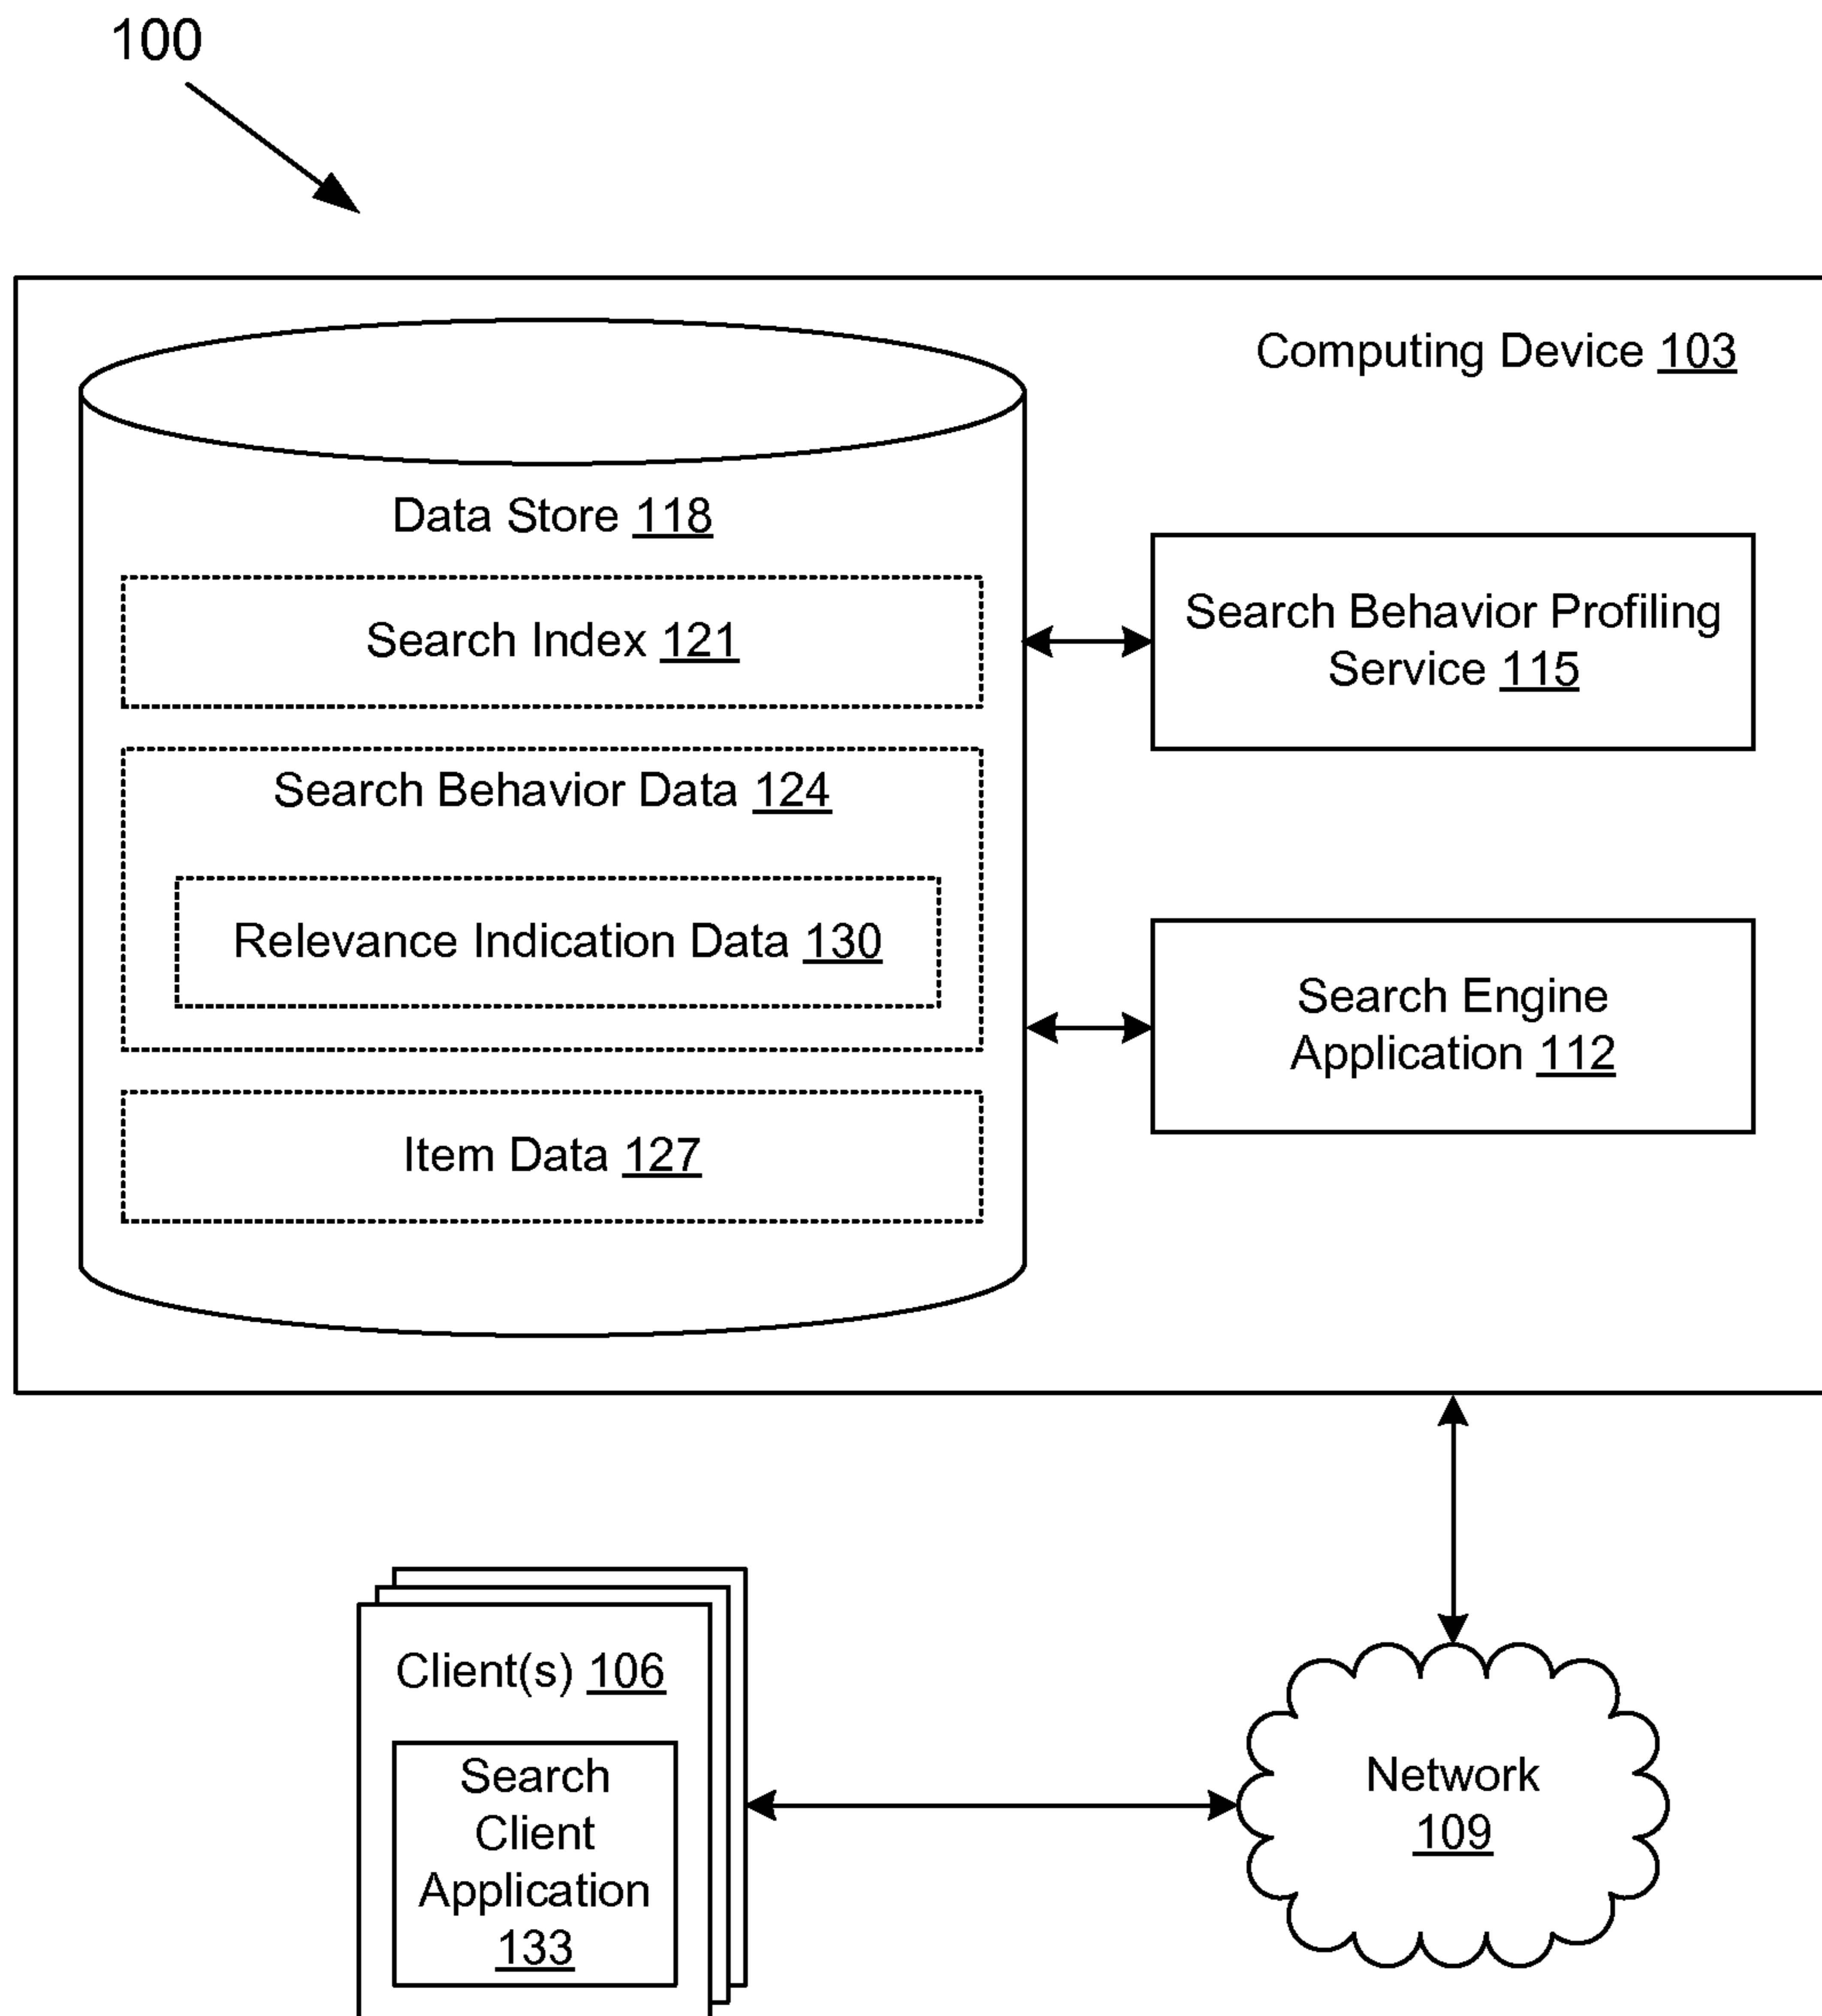 100
Computing Device 103
Data Store 118
Search Index 121
Search Behavior Data 124
Relevance Indication Data 130
Item Data 127
Search Behavior Profiling
Service 115
Search Engine
Application 112
Client(s) 106
Search
Client
Application
133
Network
109